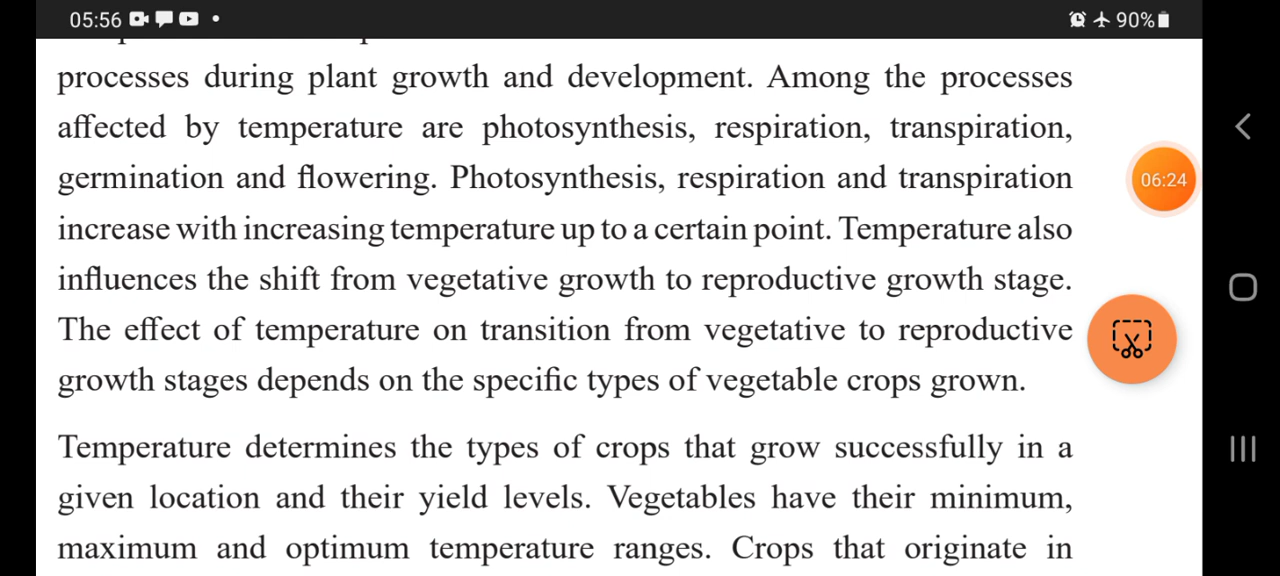 05:56
90%
processes during plant growth and development. Among the processes
affected by temperature are photosynthesis, respiration, transpiration,
germination and flowering. Photosynthesis, respiration and transpiration
increase with increasing temperature up to a certain point. Temperature also
influences the shift from vegetative growth to reproductive growth stage.
The effect of temperature on transition from vegetative to reproductive
growth stages depends on the specific types of vegetable crops grown.
Temperature determines the types of crops that grow successfully in a
given location and their yield levels. Vegetables have their minimum,
maximum and optimum temperature ranges. Crops that originate in
06:24